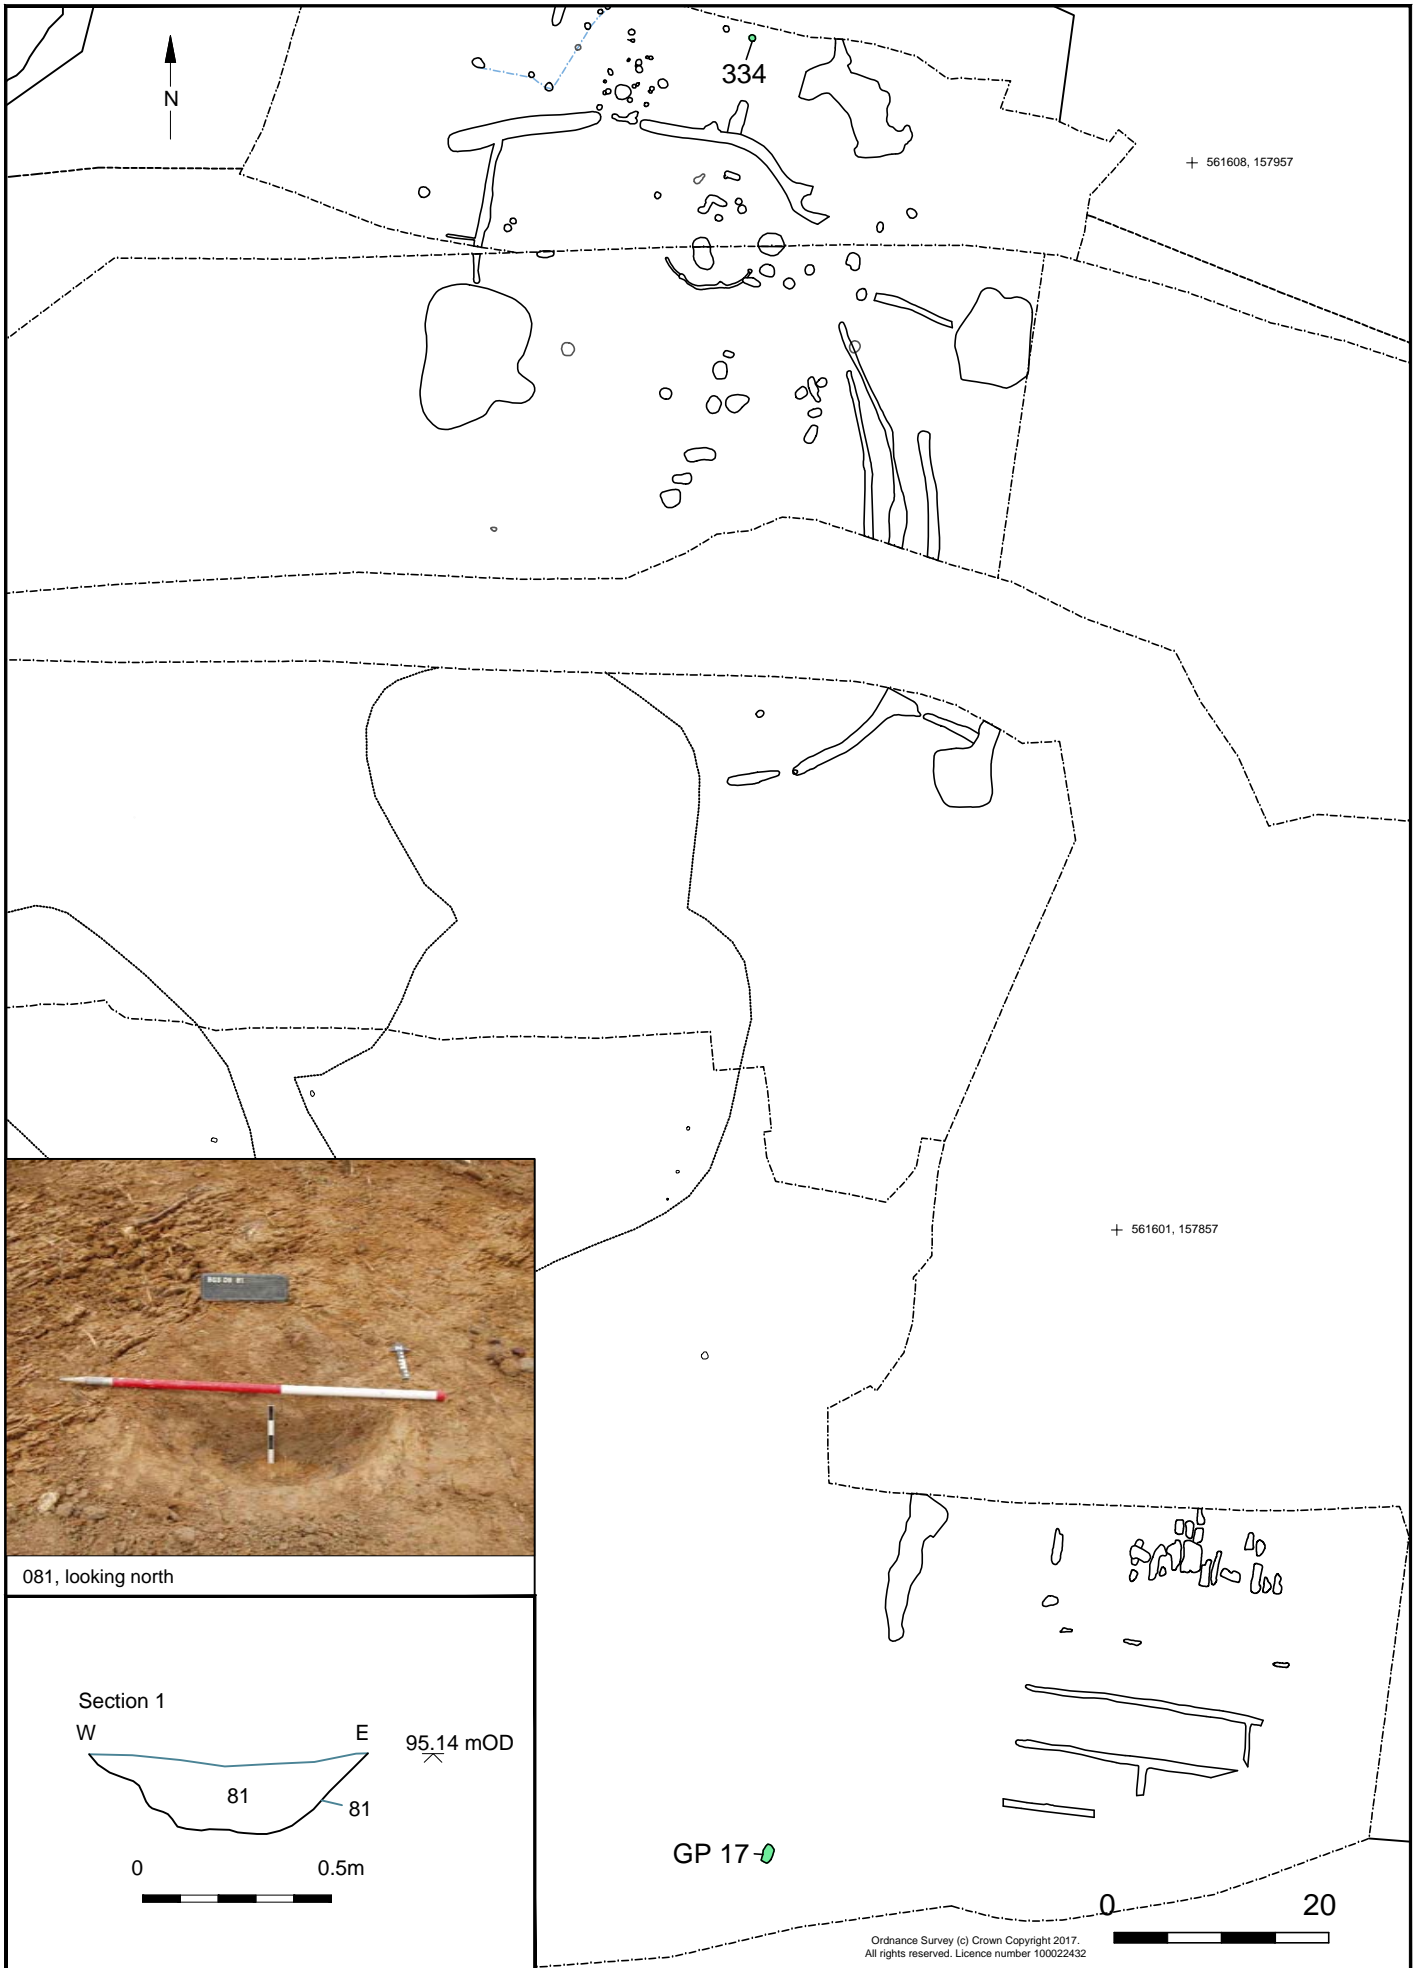 N
334
561608, 157957
561601, 157857
081, looking north
Section 1
W
E
95.14 mOD
81
81
0
0.5m
GP 17
0
20
Ordnance Survey (c) Crown Copyright 2017.
All rights reserved. Licence number 100022432